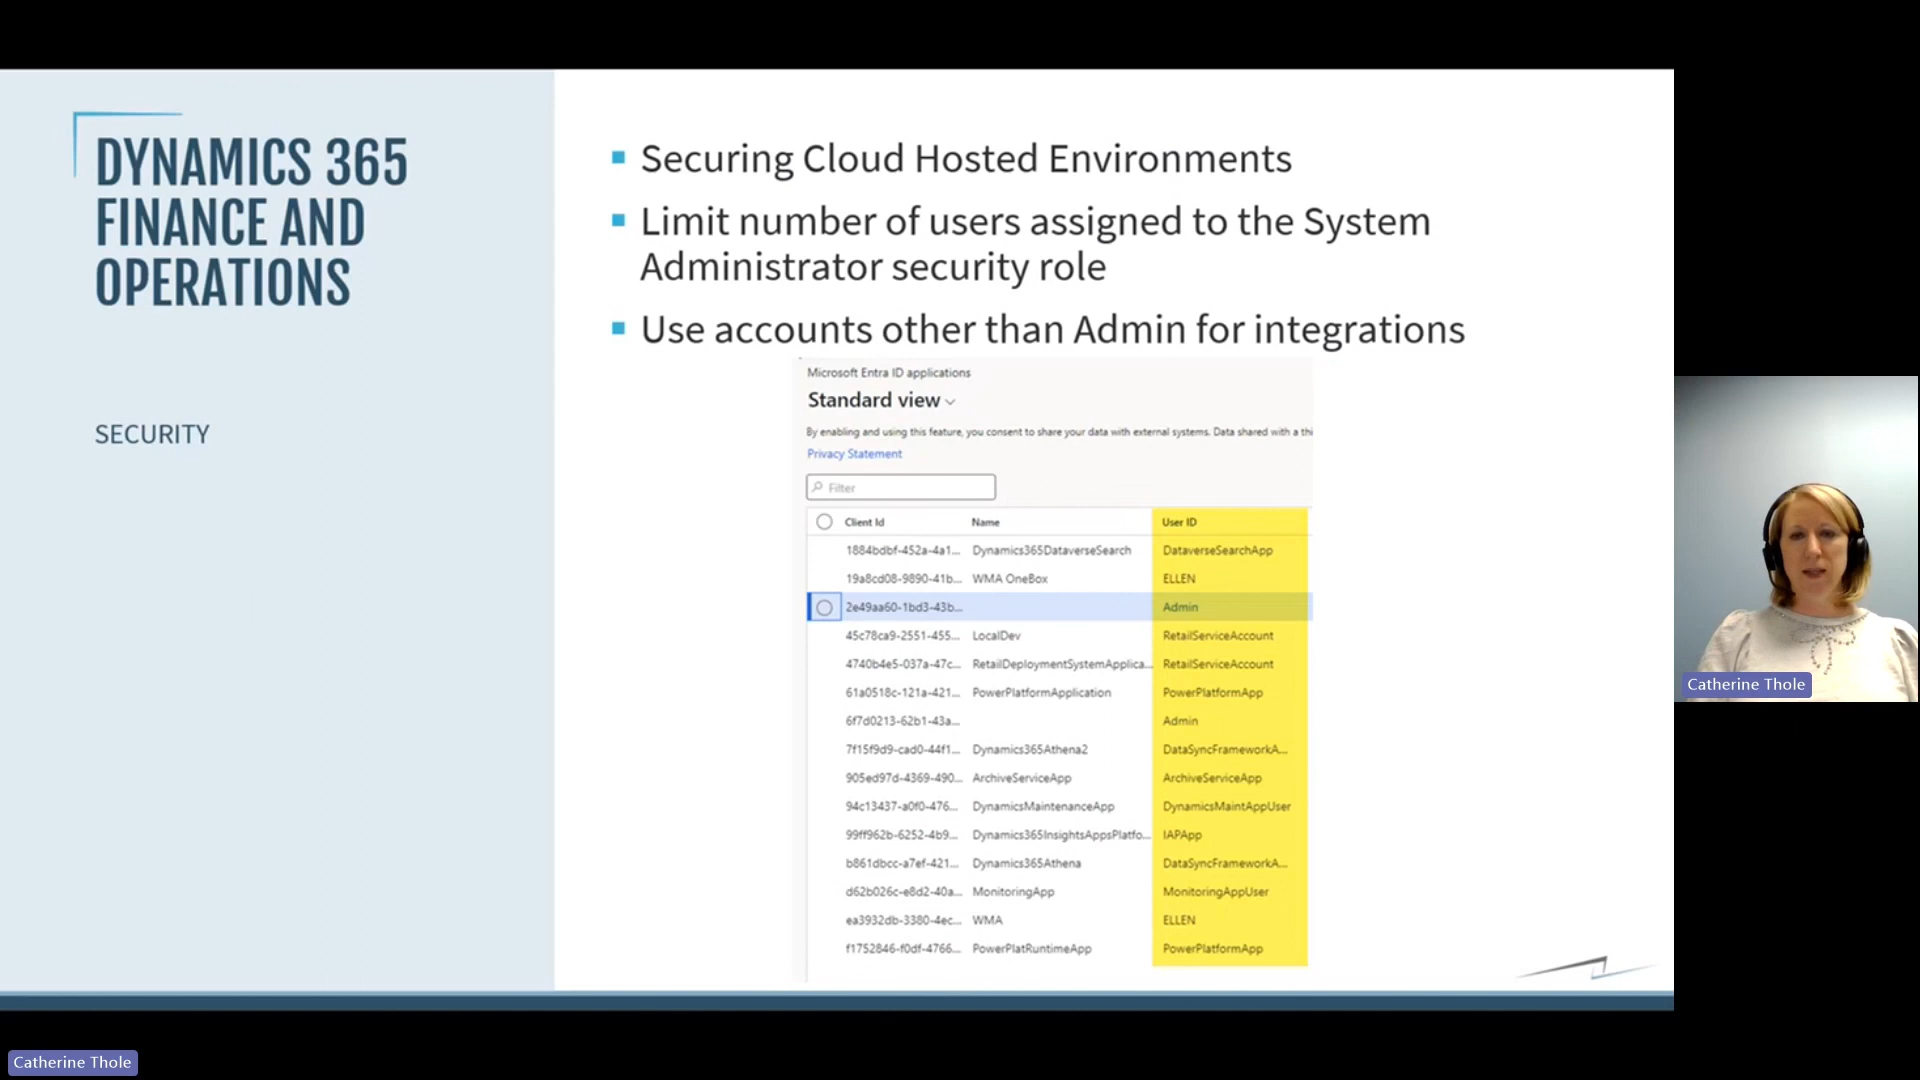 DYNAMICS 365
FINANCE AND
OPERATIONS
SECURITY
Securing Cloud Hosted Environments
Limit number of users assigned to the System
Administrator security role
Use accounts other than Admin for integrations
Microsoft Entra ID applications
Standard view
By enabling and using this feature, you consent to share your data with external systems. Data shared with a thi
Privacy Statement
Filter
Client Id Name User ID
1884bdbf-452a-4a1... Dynamics365DataverseSearch DataverseSearchApp
19a8cd08-9890-41b... WMA OneBox ELLEN
2e49aa60-1bd3-43b... Admin
45c78ca9-2551-455... LocalDev RetailServiceAccount
4740b4e5-037a-47c... RetailDeploymentSystemApplica... RetailServiceAccount
61a0518c-121a-421... PowerPlatformApplication PowerPlatformApp
6f7d0213-62b1-43a... Admin
7f15f9d9-cad0-44f1... Dynamics365Athena2 DataSyncFrameworkA...
905ed97d-4369-490... ArchiveServiceApp ArchiveServiceApp
94c13437-a0f0-476... DynamicsMaintenanceApp DynamicsMaintAppUser
99ff962b-6252-4b9... Dynamics365InsightsAppsPlatfo... IAPApp
b861dbcc-a7ef-421... Dynamics365Athena DataSyncFrameworkA...
d62b026c-e8d2-40a... MonitoringApp MonitoringAppUser
ea3932db-3380-4ec... WMA ELLEN
f1752846-f0df-4766... PowerPlatRuntimeApp PowerPlatformApp
Catherine Thole
Catherine Thole